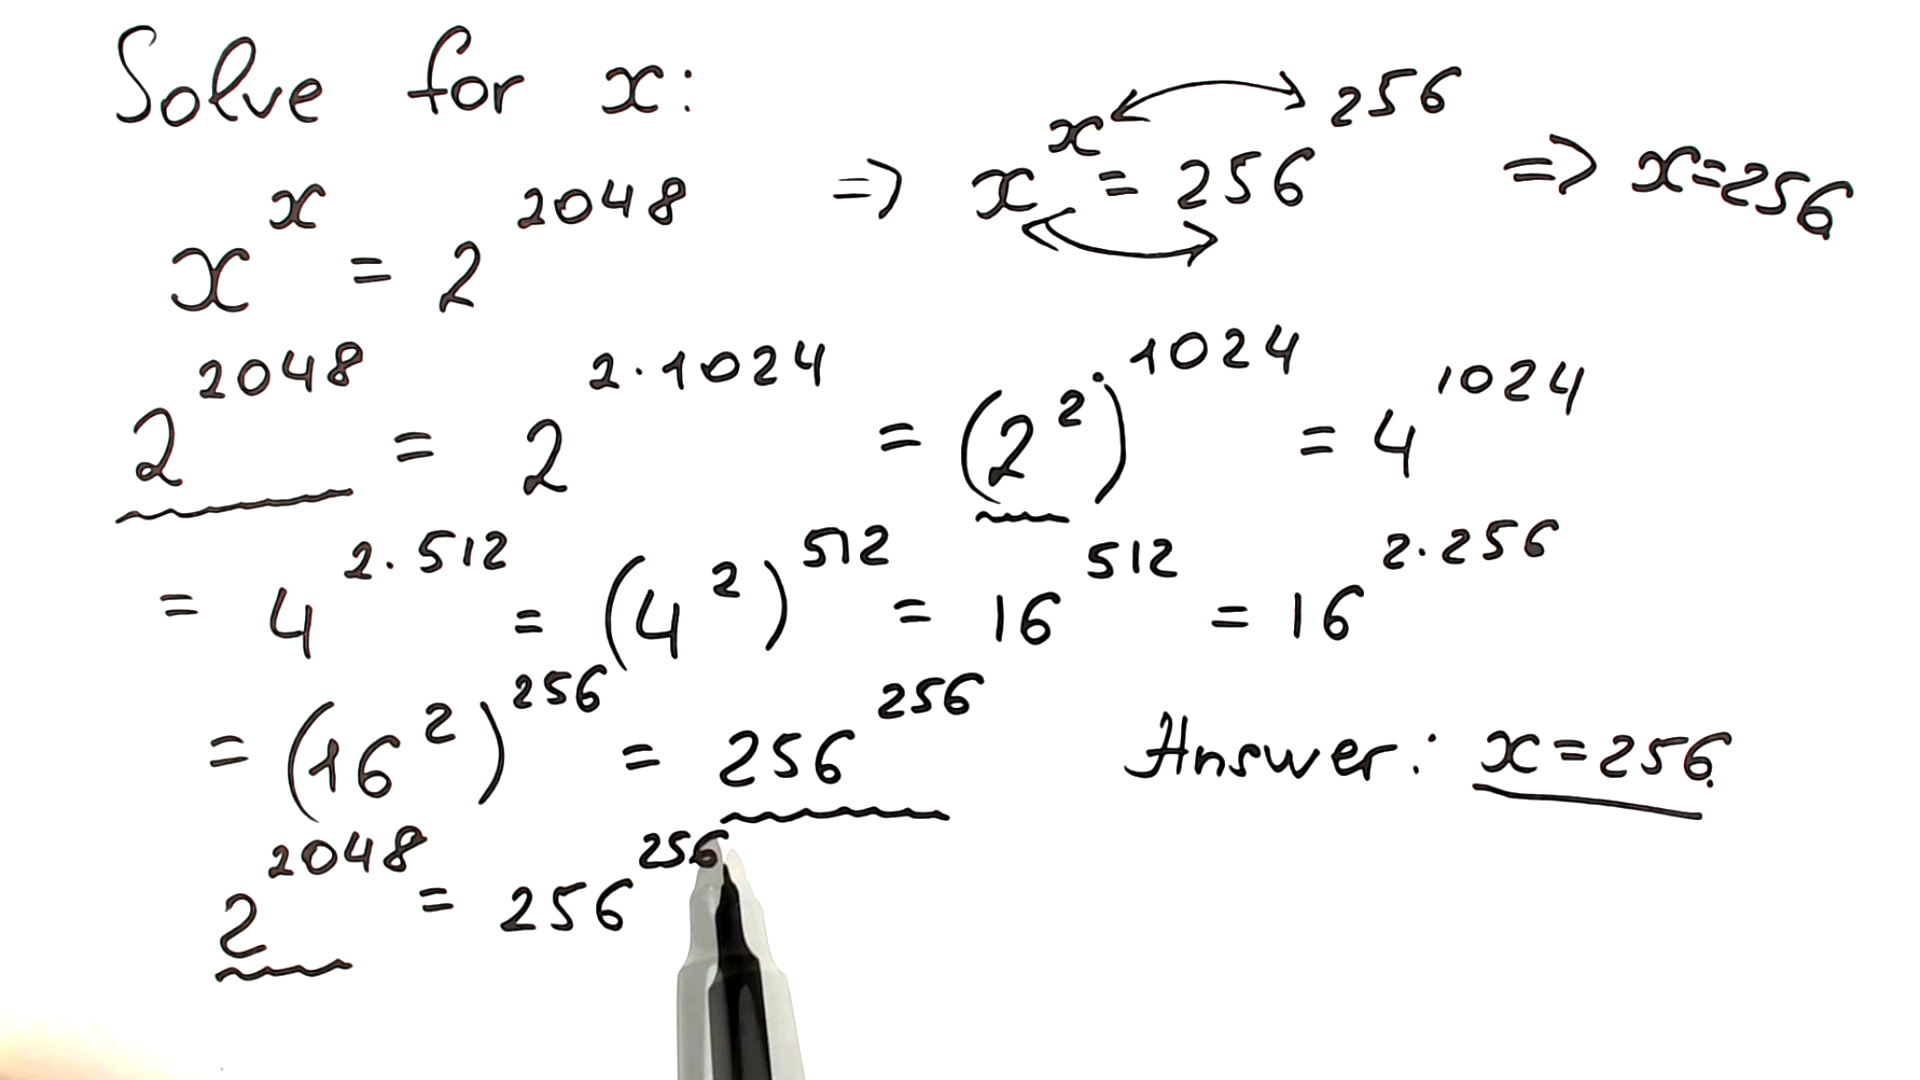 Solve for x:
x^x = 2^2048 => x^x = 256^256 => x=256
2^2048 = 2^2·1024 = (2^2)^1024 = 4^1024
= 4^2·512 = (4^2)^512 = 16^512 = 16^2·256
= (16^2)^256 = 256^256 Answer: x=256.
2^2048 = 256^256